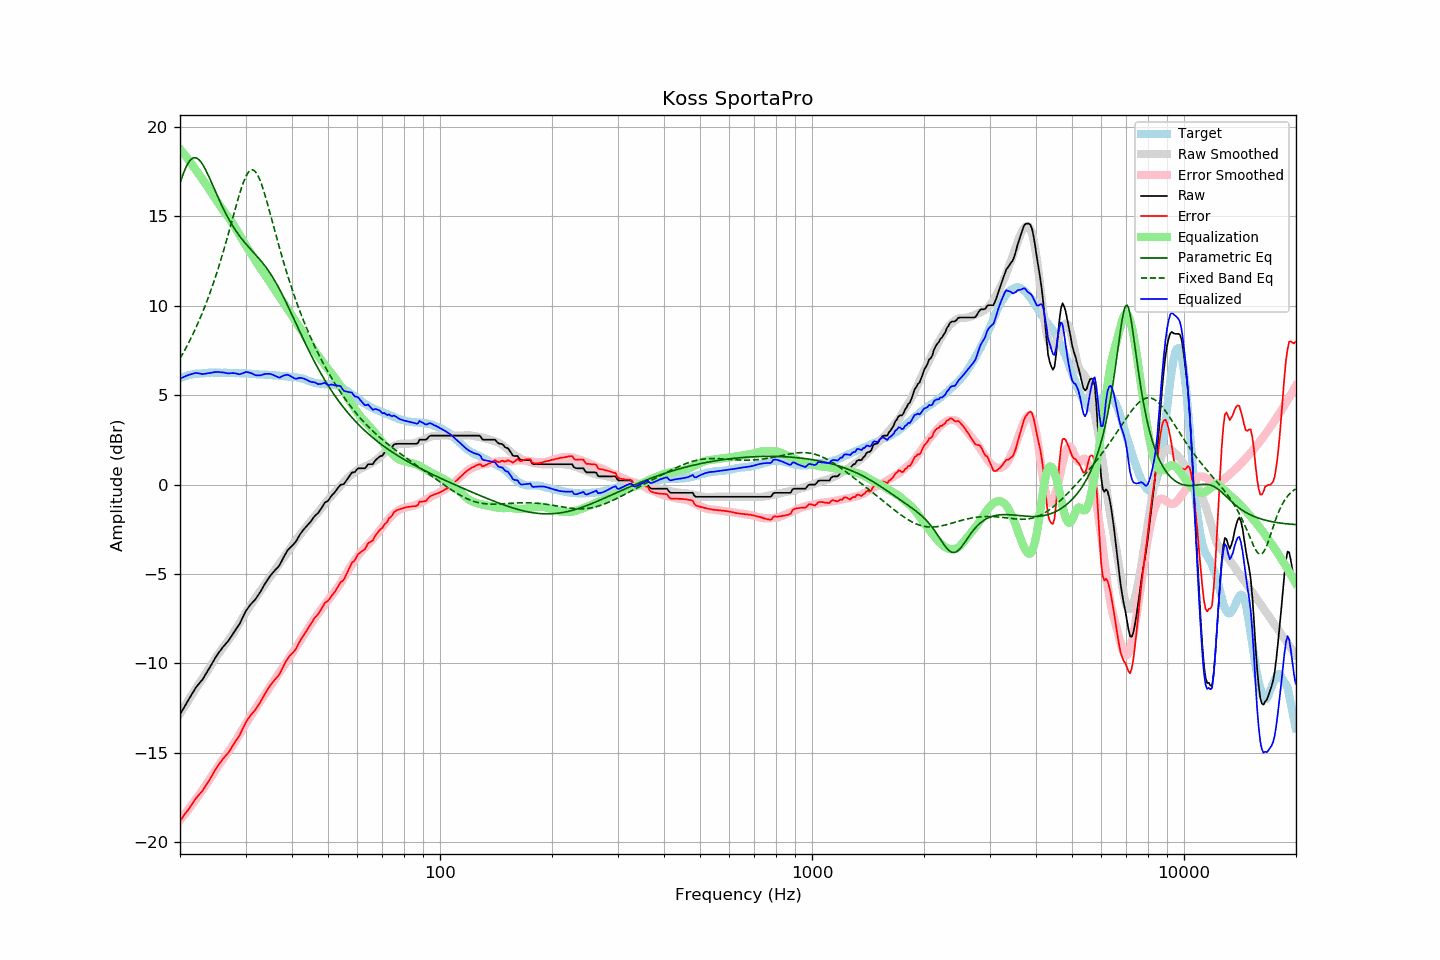 Koss SportaPro
20
15
10
5
0
−5
−10
−15
−20
Amplitude (dBr)
100
1000
10000
Frequency (Hz)
Target
Raw Smoothed
Error Smoothed
Raw
Error
Equalization
Parametric Eq
Fixed Band Eq
Equalized